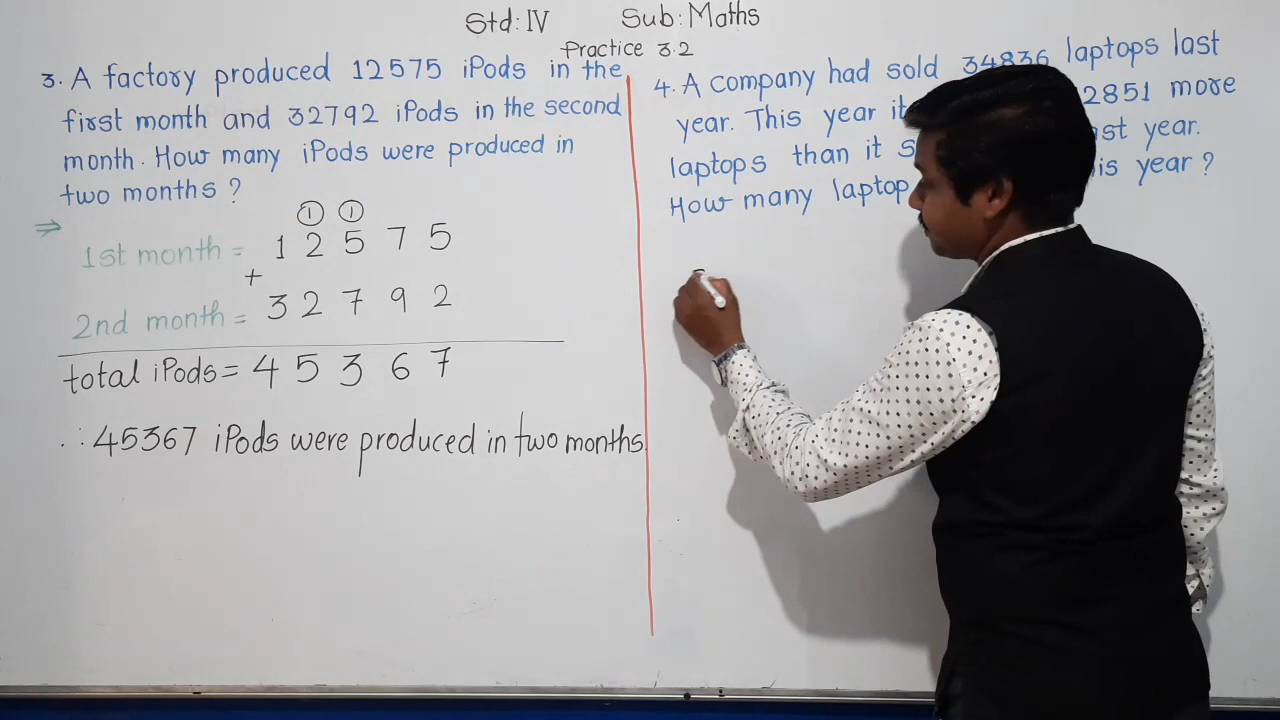 Std: IV Sub: Maths
Practice 3.2
3. A factory produced 12575 iPods in the
first month and 32792 iPods in the second
month. How many iPods were produced in
two months ?
⇒ 1 1
1st month = 1 2 5 7 5
+
2nd month = 3 2 7 9 2
total iPods = 4 5 3 6 7
∴ 45367 iPods were produced in two months.
4. A company had sold 34836 laptops last
year. This year it 2851 more
laptops than it last year.
How many laptop this year ?